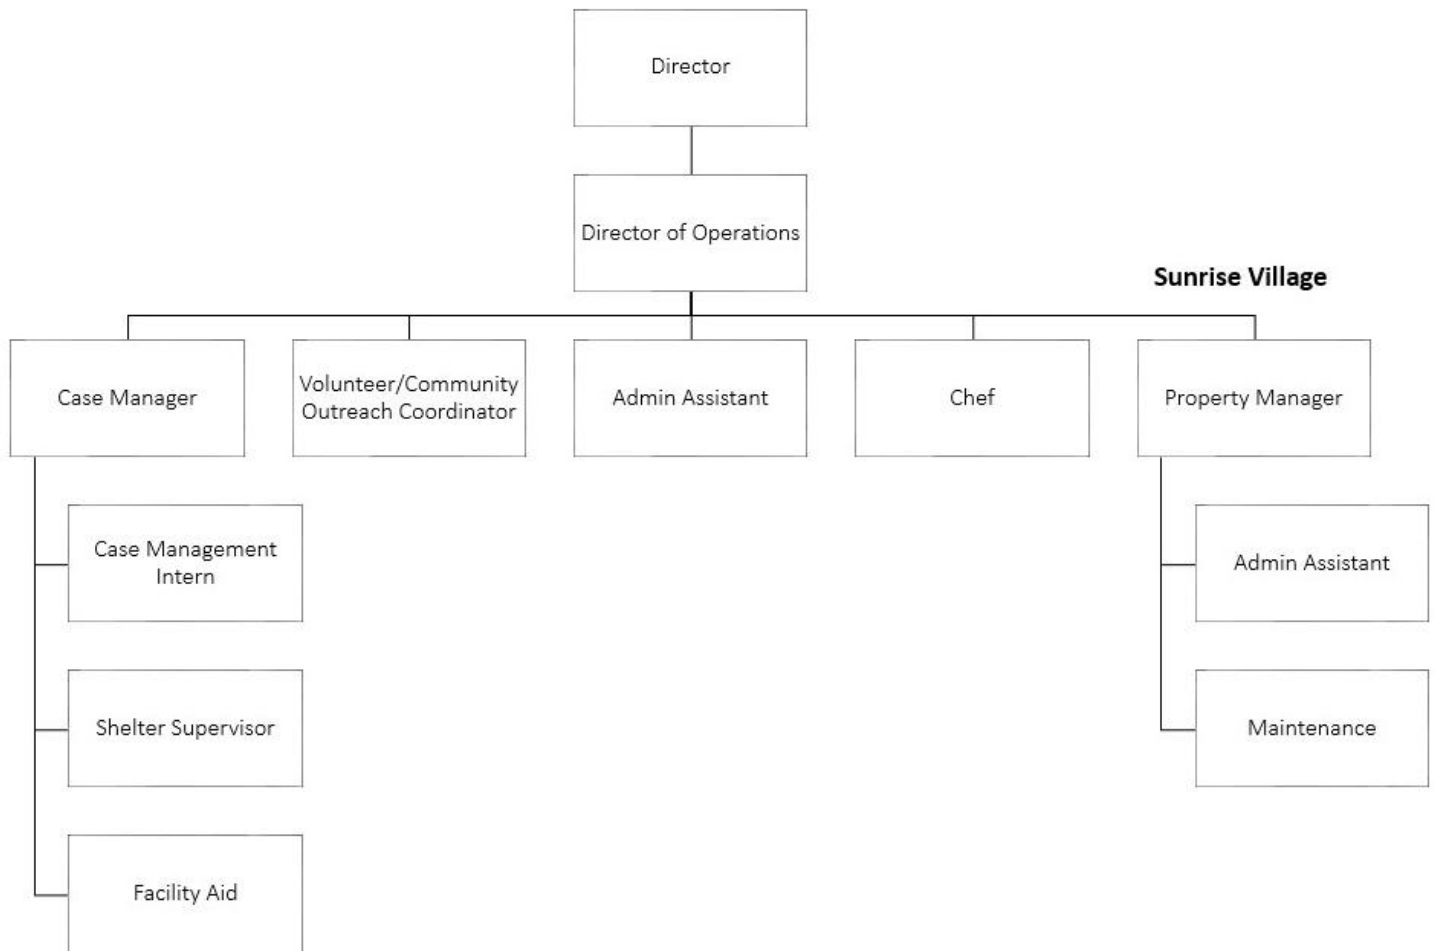 Director
Director of Operations
Sunrise Village
Case Manager
Volunteer/Community
Outreach Coordinator
Admin Assistant
Chef
Property Manager
Case Management
Intern
Admin Assistant
Shelter Supervisor
Maintenance
Facility Aid